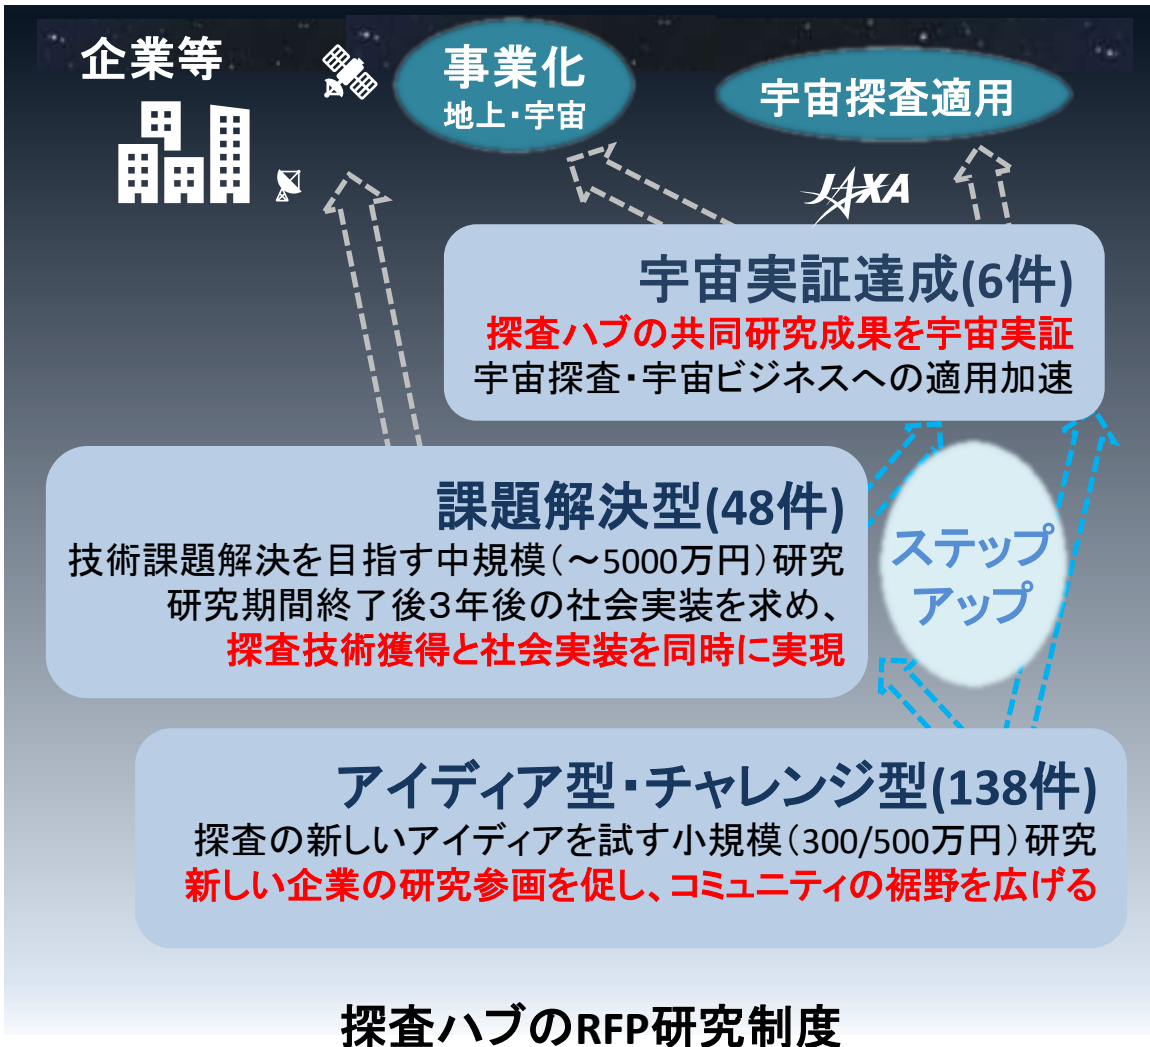 企業等
事業化
地上・宇宙
宇宙探査適用
JAXA
宇宙実証達成(6件)
探査ハブの共同研究成果を宇宙実証
宇宙探査・宇宙ビジネスへの適用加速
課題解決型(48件)
技術課題解決を目指す中規模(～5000万円)研究
研究期間終了後3年後の社会実装を求め、
探査技術獲得と社会実装を同時に実現
ステップ
アップ
アイディア型・チャレンジ型(138件)
探査の新しいアイディアを試す小規模(300/500万円)研究
新しい企業の研究参画を促し、コミュニティの裾野を広げる
探査ハブのRFP研究制度